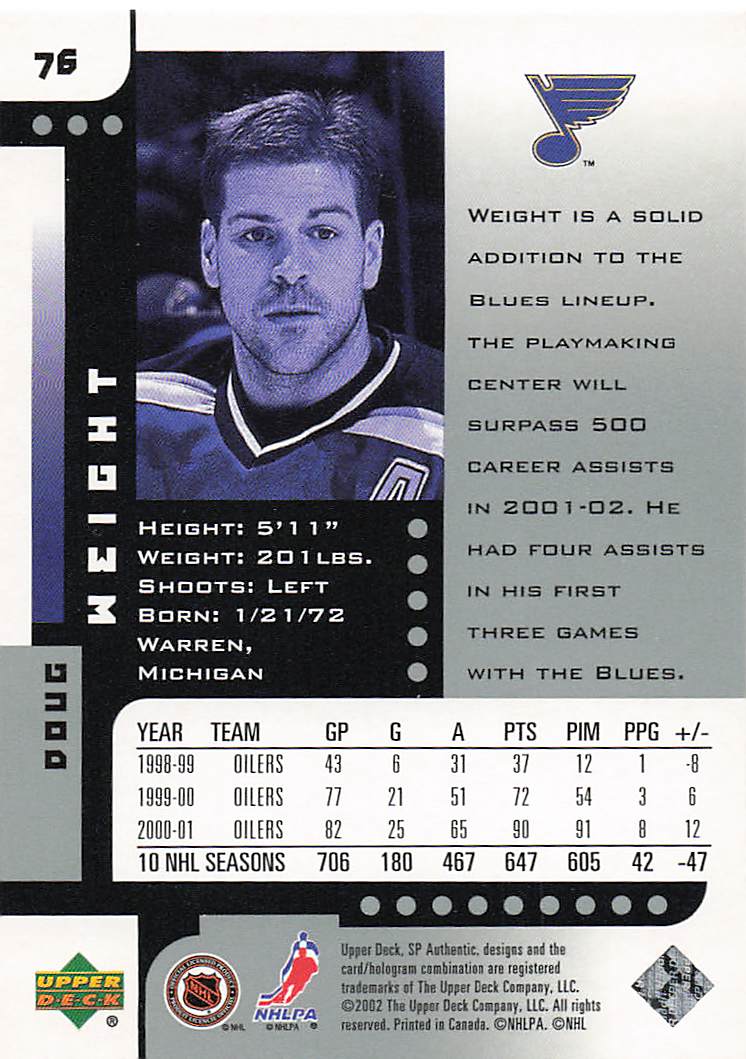 76
DOUG
WEIGHT
A
™
WEIGHT IS A SOLID
ADDITION TO THE
BLUES LINEUP.
THE PLAYMAKING
CENTER WILL
SURPASS 500
CAREER ASSISTS
IN 2001-02. HE
HAD FOUR ASSISTS
IN HIS FIRST
THREE GAMES
WITH THE BLUES.
HEIGHT: 5'11"
WEIGHT: 201LBS.
SHOOTS: LEFT
BORN: 1/21/72
WARREN,
MICHIGAN
YEAR TEAM GP G A PTS PIM PPG +/-
1998-99 OILERS 43 6 31 37 12 1 -8
1999-00 OILERS 77 21 51 72 54 3 6
2000-01 OILERS 82 25 65 90 91 8 12
10 NHL SEASONS 706 180 467 647 605 42 -47
UPPER
DECK
®
NHL
© NHL
NHLPA
© NHLPA ®
Upper Deck, SP Authentic, designs and the
card/hologram combination are registered
trademarks of The Upper Deck Company, LLC.
©2002 The Upper Deck Company, LLC. All rights
reserved. Printed in Canada. ©NHLPA. ©NHL